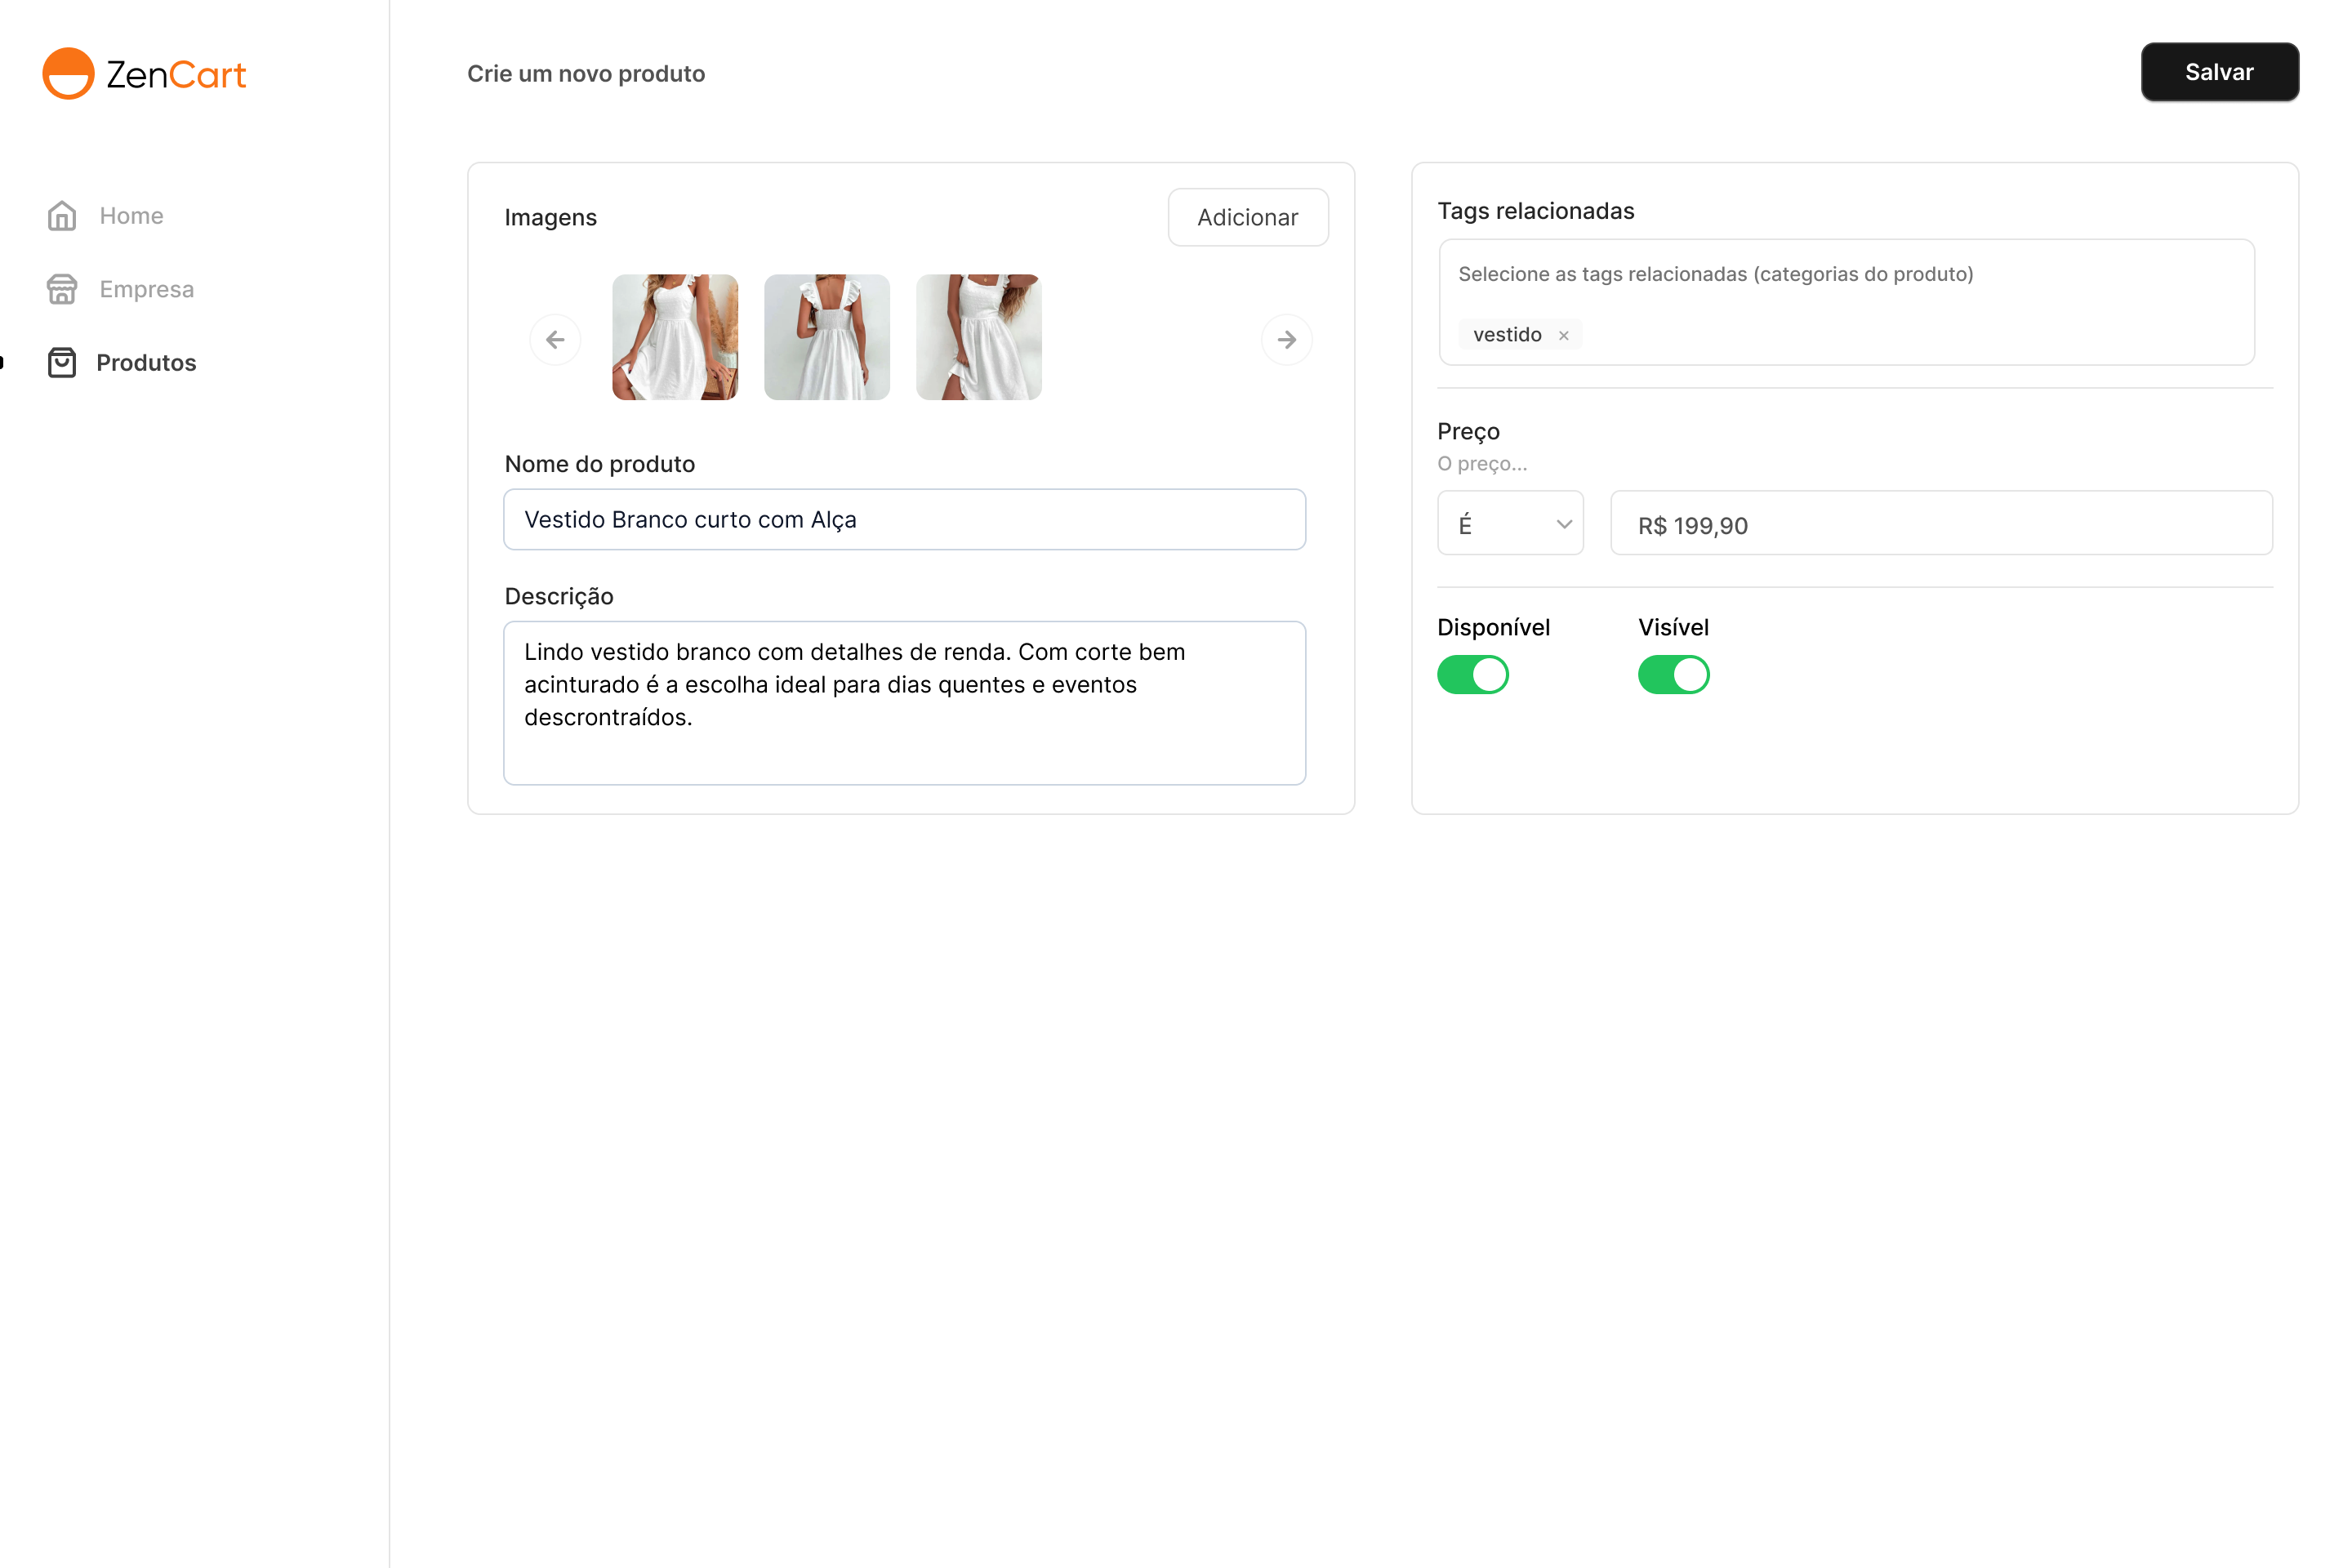 ZenCart
Home
Empresa
Produtos
Crie um novo produto
Salvar
Imagens
Adicionar
Nome do produto
Vestido Branco curto com Alça
Descrição
Lindo vestido branco com detalhes de renda. Com corte bem
acinturado é a escolha ideal para dias quentes e eventos
descrontraídos.
Tags relacionadas
Selecione as tags relacionadas (categorias do produto)
vestido ×
Preço
O preço...
É
R$ 199,90
Disponível
Visível